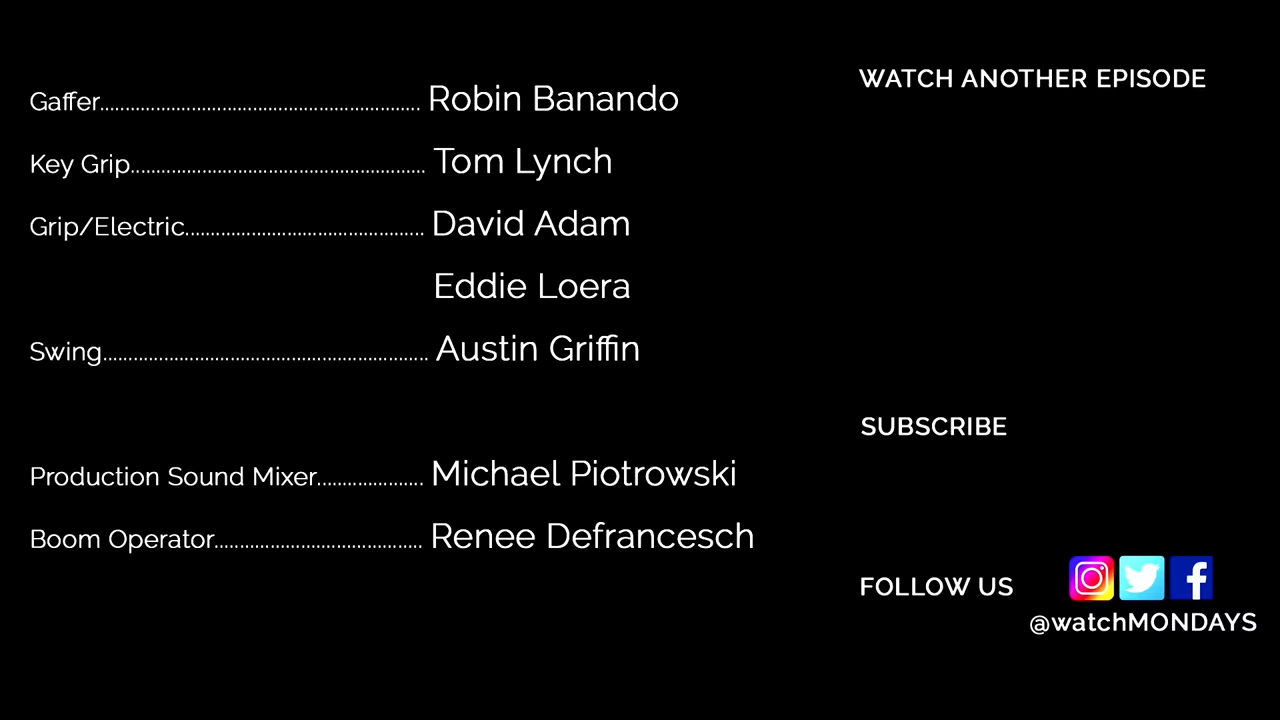 Gaffer............................................................... Robin Banando
Key Grip.......................................................... Tom Lynch
Grip/Electric............................................... David Adam
Eddie Loera
Swing................................................................ Austin Griffin
Production Sound Mixer..................... Michael Piotrowski
Boom Operator......................................... Renee Defrancesch
WATCH ANOTHER EPISODE
SUBSCRIBE
FOLLOW US
@watchMONDAYS